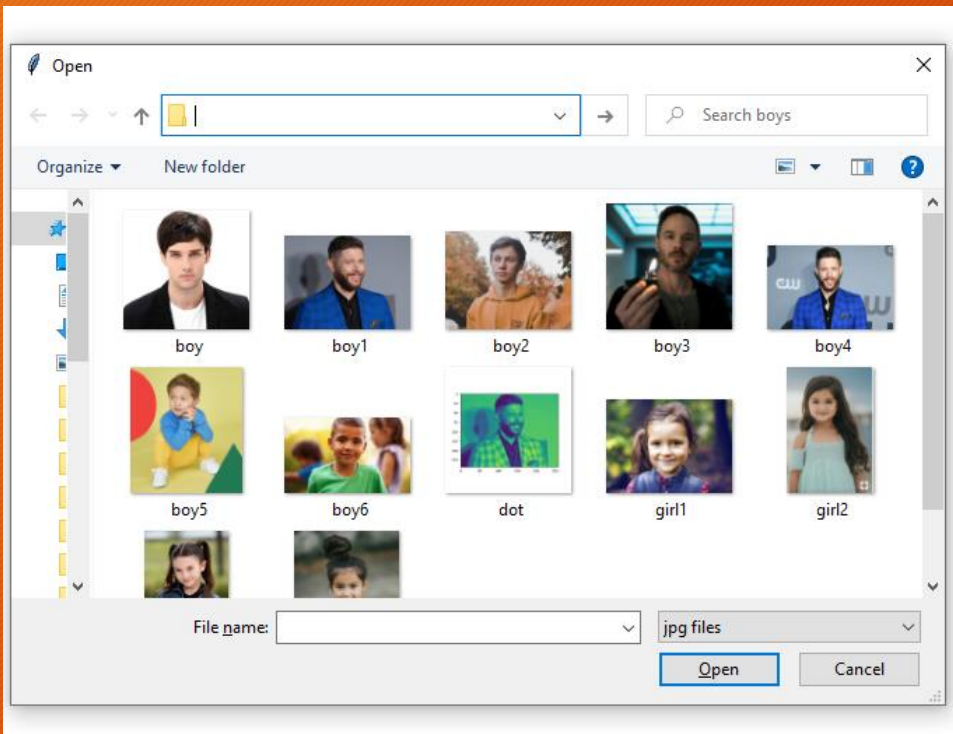 Open
Search boys
Organize
New folder
boy
boy1
boy2
boy3
boy4
CW
boy5
boy6
dot
girl1
girl2
File name:
jpg files
Open
Cancel